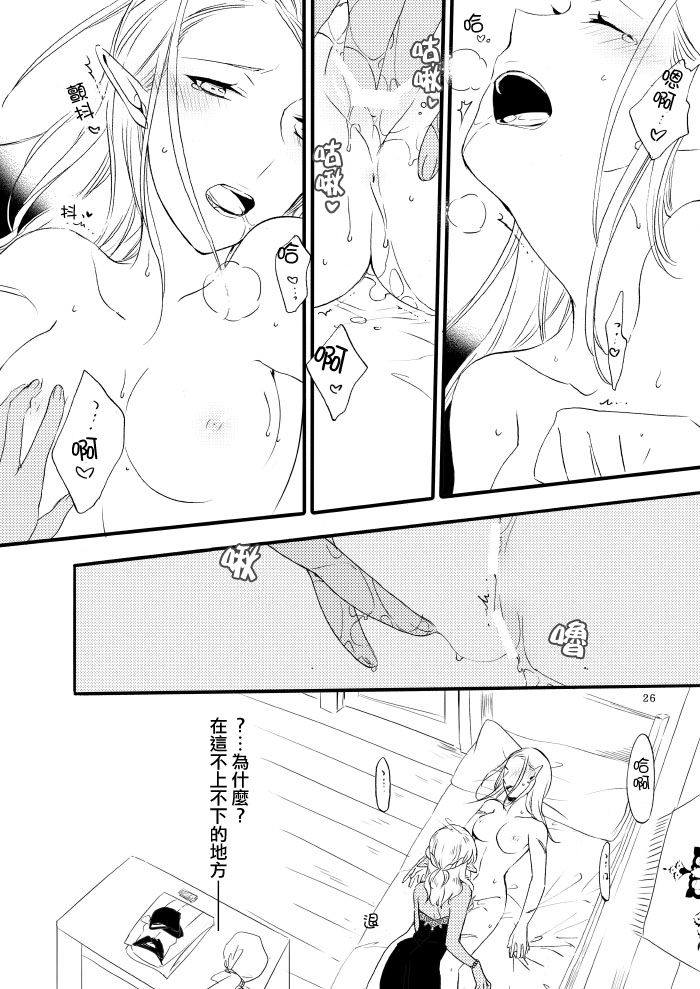 嗯啊
哈
…
咕啾
咕啾
啊
顫抖
抖
哈
…
…
啊
啾
嚕
26
哈啊
…
…
？…為什麼？
在這不上不下的地方──
退